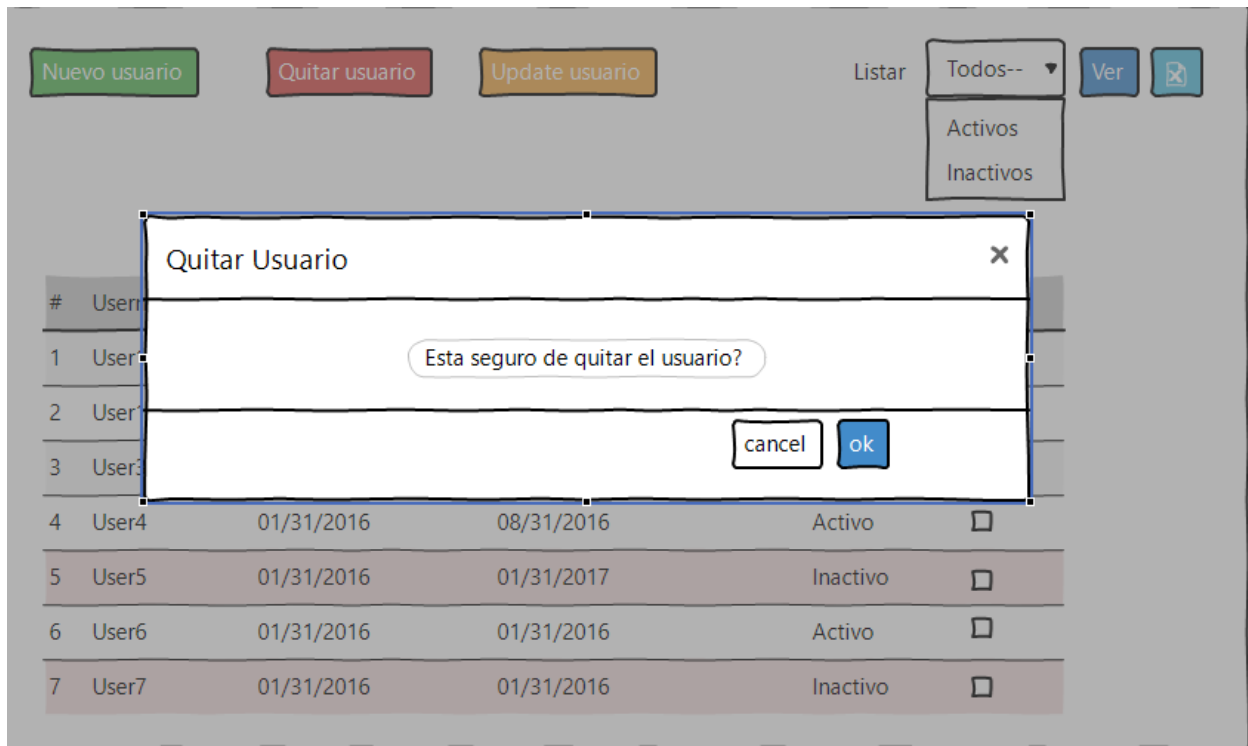 Nuevo usuario Quitar usuario Update usuario Listar Todos-- Ver
Activos
Inactivos
Quitar Usuario
#
1
2
3
Esta seguro de quitar el usuario?
cancel ok
4 User4 01/31/2016 08/31/2016 Activo
5 User5 01/31/2016 01/31/2017 Inactivo
6 User6 01/31/2016 01/31/2016 Activo
7 User7 01/31/2016 01/31/2016 Inactivo